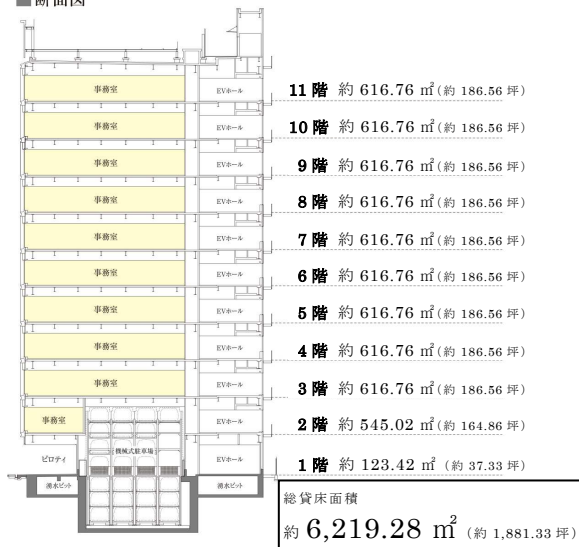 ■断面図
事務室 EVホール 11 階 約 616.76 ㎡(約 186.56 坪)
事務室 EVホール 10 階 約 616.76 ㎡(約 186.56 坪)
事務室 EVホール 9 階 約 616.76 ㎡(約 186.56 坪)
事務室 EVホール 8 階 約 616.76 ㎡(約 186.56 坪)
事務室 EVホール 7 階 約 616.76 ㎡(約 186.56 坪)
事務室 EVホール 6 階 約 616.76 ㎡(約 186.56 坪)
事務室 EVホール 5 階 約 616.76 ㎡(約 186.56 坪)
事務室 EVホール 4 階 約 616.76 ㎡(約 186.56 坪)
事務室 EVホール 3 階 約 616.76 ㎡(約 186.56 坪)
事務室 EVホール 2 階 約 545.02 ㎡(約 164.86 坪)
ピロティ 機械式駐車場 EVホール 1 階 約 123.42 ㎡ (約 37.33 坪)
湧水ピット 湧水ピット
総貸床面積
約 6,219.28 ㎡ (約 1,881.33 坪)